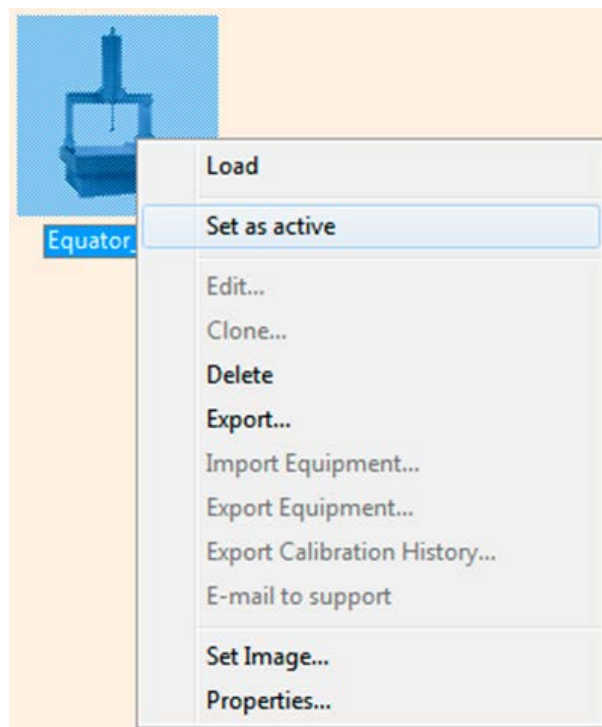 Equator_
Load
Set as active
Edit...
Clone...
Delete
Export...
Import Equipment...
Export Equipment...
Export Calibration History...
E-mail to support
Set Image...
Properties...